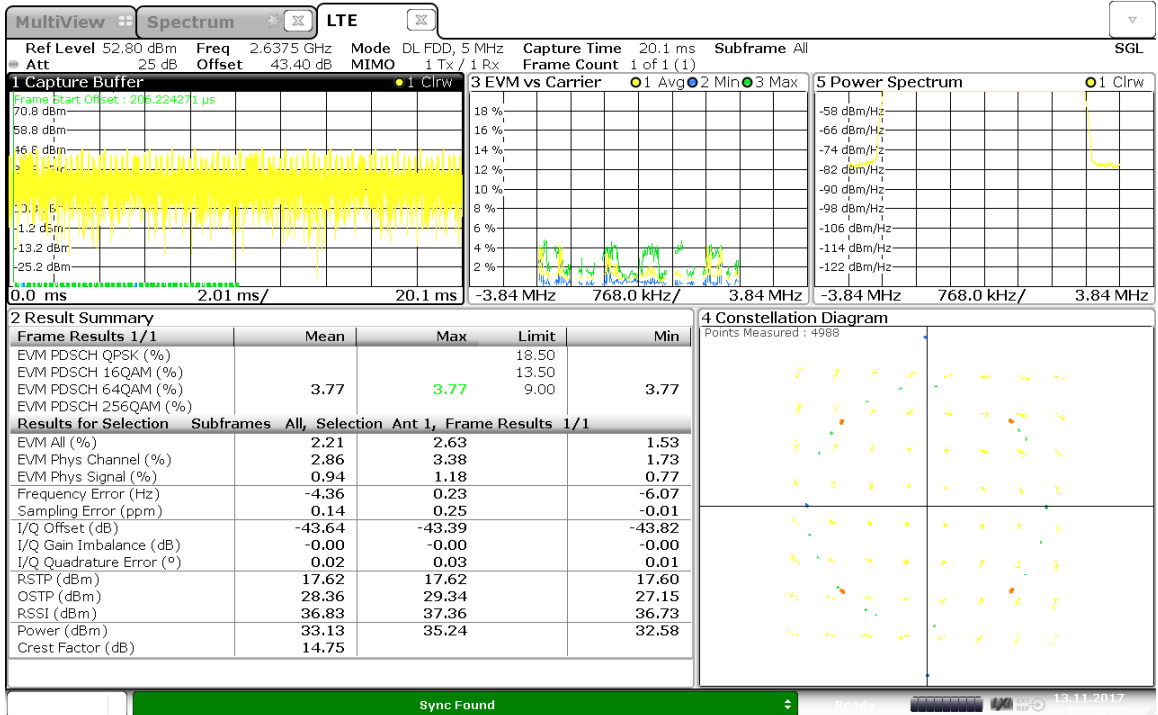 MultiView Spectrum LTE
Ref Level 52.80 dBm Freq 2.6375 GHz Mode DL FDD, 5 MHz Capture Time 20.1 ms Subframe All SGL
Att 25 dB Offset 43.40 dB MIMO 1 Tx / 1 Rx Frame Count 1 of 1 (1)
1 Capture Buffer 1 Clrw
Frame Start Offset : 206.224271 µs
70.8 dBm
58.8 dBm
46.8 dBm
-1.2 dBm
-13.2 dBm
-25.2 dBm
0.0 ms 2.01 ms/ 20.1 ms
3 EVM vs Carrier 1 Avg 2 Min 3 Max
18 %
16 %
14 %
12 %
10 %
8 %
6 %
4 %
2 %
-3.84 MHz 768.0 kHz/ 3.84 MHz
5 Power Spectrum 1 Clrw
-58 dBm/Hz
-66 dBm/Hz
-74 dBm/Hz
-82 dBm/Hz
-90 dBm/Hz
-98 dBm/Hz
-106 dBm/Hz
-114 dBm/Hz
-122 dBm/Hz
-3.84 MHz 768.0 kHz/ 3.84 MHz
2 Result Summary
Frame Results 1/1 Mean Max Limit Min
EVM PDSCH QPSK (%) 18.50
EVM PDSCH 16QAM (%) 13.50
EVM PDSCH 64QAM (%) 3.77 3.77 9.00 3.77
EVM PDSCH 256QAM (%)
Results for Selection Subframes All, Selection Ant 1, Frame Results 1/1
EVM All (%) 2.21 2.63 1.53
EVM Phys Channel (%) 2.86 3.38 1.73
EVM Phys Signal (%) 0.94 1.18 0.77
Frequency Error (Hz) -4.36 0.23 -6.07
Sampling Error (ppm) 0.14 0.25 -0.01
I/Q Offset (dB) -43.64 -43.39 -43.82
I/Q Gain Imbalance (dB) -0.00 -0.00 -0.00
I/Q Quadrature Error (º) 0.02 0.03 0.01
RSTP (dBm) 17.62 17.62 17.60
OSTP (dBm) 28.36 29.34 27.15
RSSI (dBm) 36.83 37.36 36.73
Power (dBm) 33.13 35.24 32.58
Crest Factor (dB) 14.75
4 Constellation Diagram
Points Measured : 4988
Sync Found Ready LXI EXT REF 13.11.2017